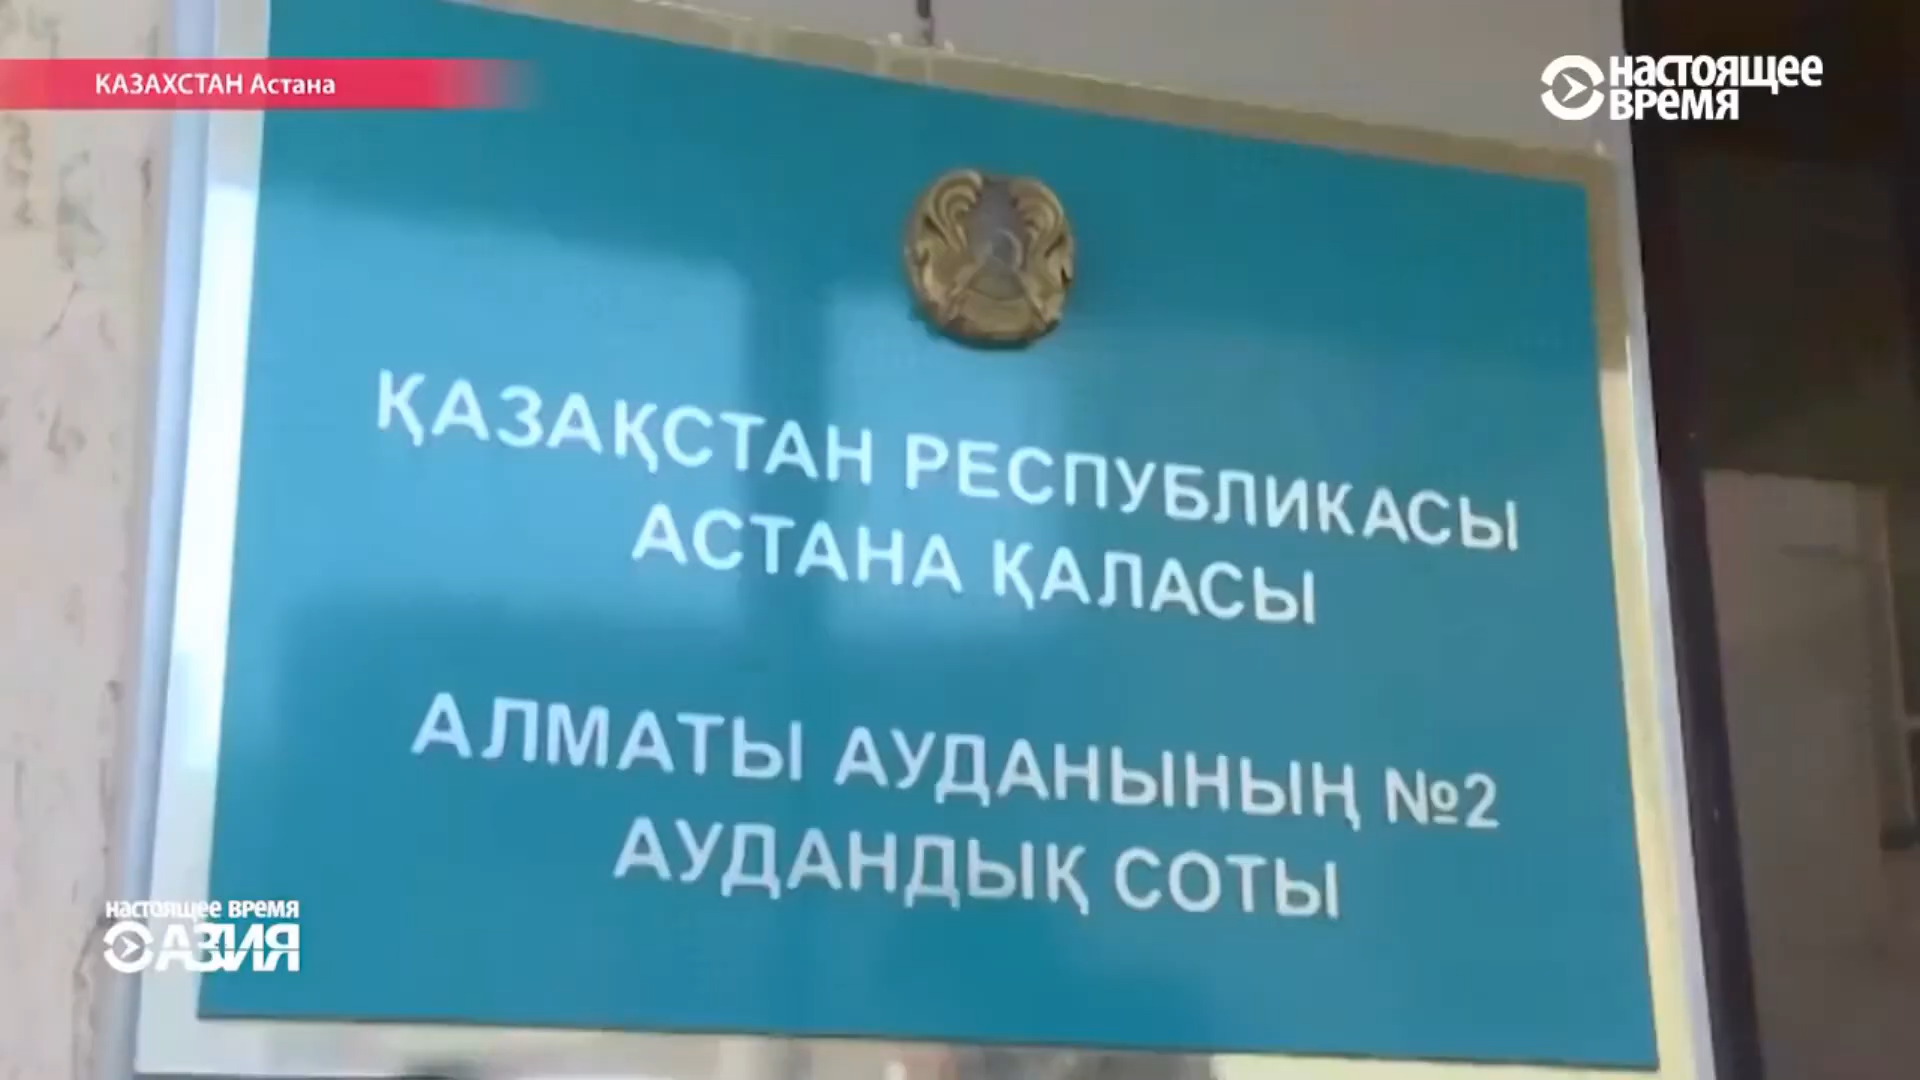 КАЗАХСТАН Астана
НАСТОЯЩЕЕ
ВРЕМЯ
ҚАЗАҚСТАН РЕСПУБЛИКАСЫ
АСТАНА ҚАЛАСЫ
АЛМАТЫ АУДАНЫНЫҢ №2
АУДАНДЫҚ СОТЫ
НАСТОЯЩЕЕ ВРЕМЯ
АЗИЯ